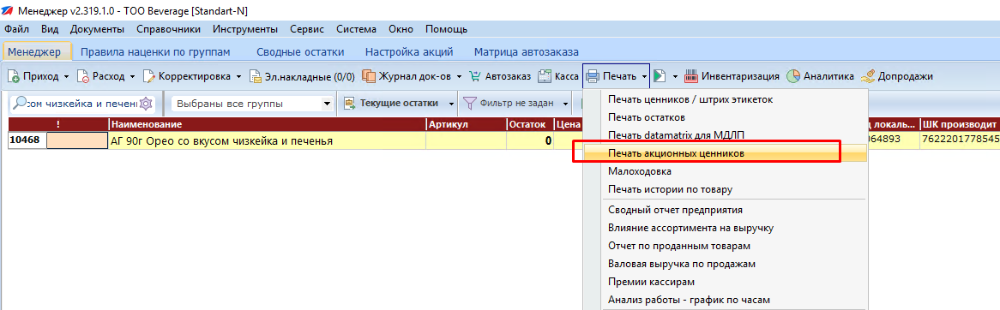 Менеджер v2.319.1.0 - ТОО Beverage [Standart-N]
Файл Вид Документы Справочники Инструменты Сервис Система Окно Помощь
Менеджер Правила наценки по группам Сводные остатки Настройка акций Матрица автозаказа
Приход Расход Корректировка Эл.накладные (0/0) Журнал док-ов Автозаказ Касса Печать Инвентаризация Аналитика Допродажи
ом чизкейка и печен Выбраны все группы Текущие остатки Фильтр не задан
! Наименование Артикул Остаток Цена д локаль... ШК производит
10468 АГ 90г Орео со вкусом чизкейка и печенья 0 064893 7622201778545
Печать ценников / штрих этикеток
Печать остатков
Печать datamatrix для МДЛП
Печать акционных ценников
Малоходовка
Печать истории по товару
Сводный отчет предприятия
Влияние ассортимента на выручку
Отчет по проданным товарам
Валовая выручка по продажам
Премии кассирам
Анализ работы - график по часам